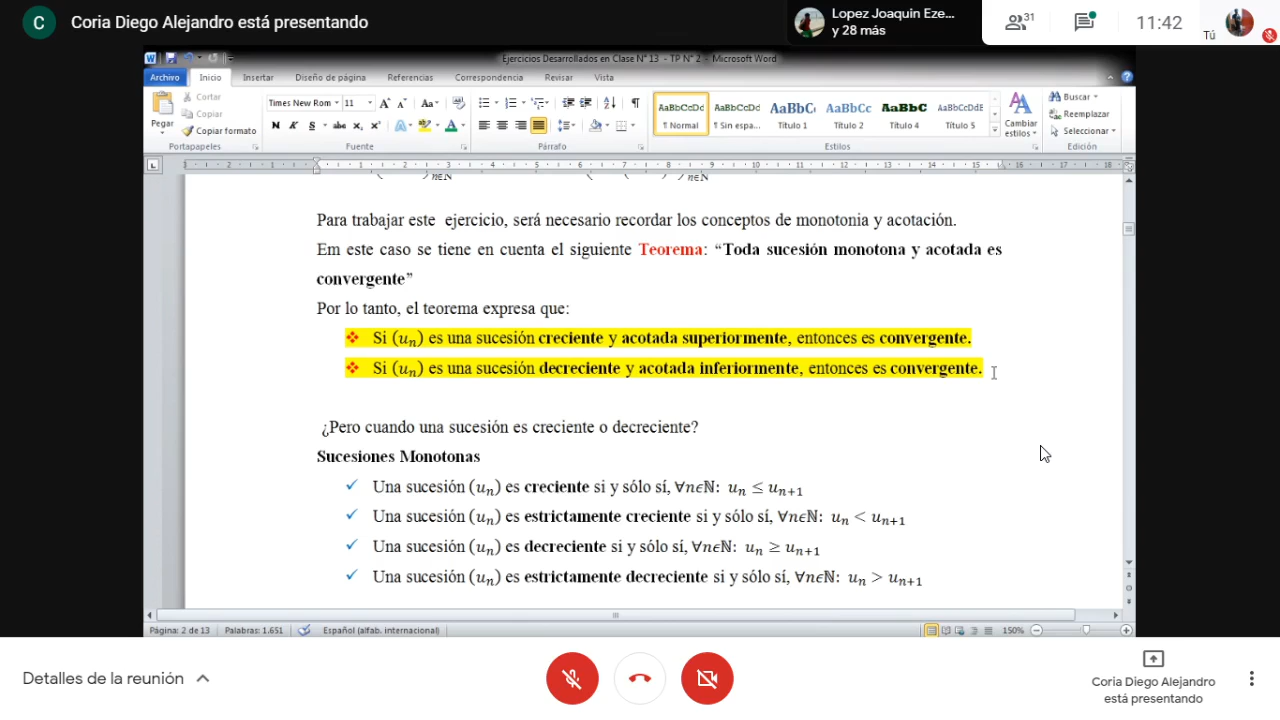 C Coria Diego Alejandro está presentando
Lopez Joaquin Eze...
y 28 más
31
11:42
Tú
Ejercicios Desarrollados en Clase N° 13 - TP N° 2 - Microsoft Word
Archivo Inicio Insertar Diseño de página Referencias Correspondencia Revisar Vista
Pegar
Cortar
Copiar
Copiar formato
Portapapeles
Times New Rom 11
Fuente
Párrafo
AaBbCcDd AaBbCcDd AaBbC AaBbCc AaBbC AaBbCcDdE
¶ Normal ¶ Sin espa... Título 1 Título 2 Título 4 Título 5
Estilos
Cambiar
estilos
Buscar
Reemplazar
Seleccionar
Edición
Para trabajar este ejercicio, será necesario recordar los conceptos de monotonia y acotación.
Em este caso se tiene en cuenta el siguiente Teorema: “Toda sucesión monotona y acotada es
convergente”
Por lo tanto, el teorema expresa que:
❖ Si (uₙ) es una sucesión creciente y acotada superiormente, entonces es convergente.
❖ Si (uₙ) es una sucesión decreciente y acotada inferiormente, entonces es convergente.
¿Pero cuando una sucesión es creciente o decreciente?
Sucesiones Monotonas
✓ Una sucesión (uₙ) es creciente si y sólo sí, ∀nϵℕ: uₙ ≤ uₙ₊₁
✓ Una sucesión (uₙ) es estrictamente creciente si y sólo sí, ∀nϵℕ: uₙ < uₙ₊₁
✓ Una sucesión (uₙ) es decreciente si y sólo sí, ∀nϵℕ: uₙ ≥ uₙ₊₁
✓ Una sucesión (uₙ) es estrictamente decreciente si y sólo sí, ∀nϵℕ: uₙ > uₙ₊₁
Página: 2 de 13 Palabras: 1.651 Español (alfab. internacional) 150%
Detalles de la reunión
Coria Diego Alejandro
está presentando